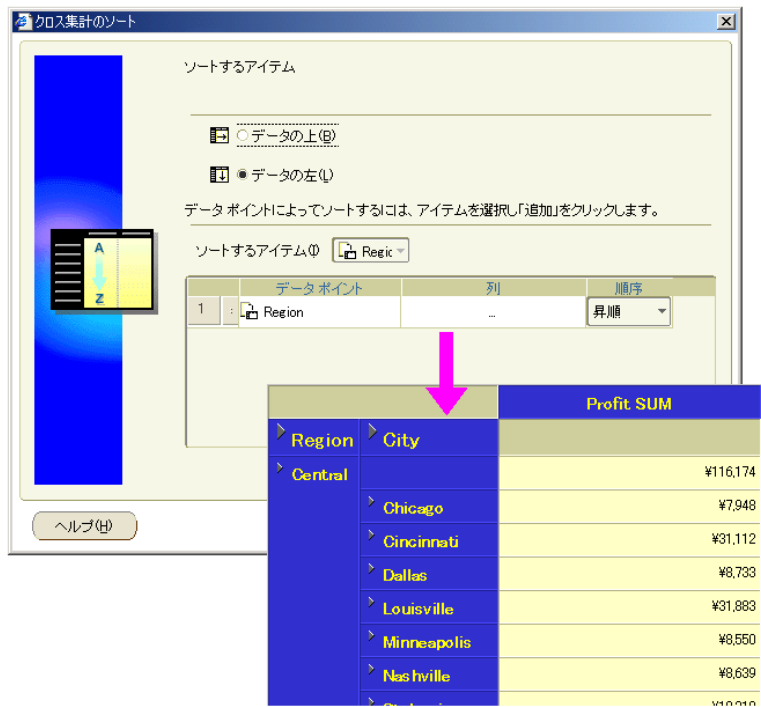 クロス集計のソート
ソートするアイテム
データの上(B)
データの左(L)
データ ポイントによってソートするには、アイテムを選択し「追加」をクリックします。
ソートするアイテム(I) Regic
データ ポイント 列 順序
1 : Region ... 昇順
A
Z
ヘルプ(H)
Profit SUM
Region City
Central ¥116,174
Chicago ¥7,948
Cincinnati ¥31,112
Dallas ¥8,733
Louisville ¥31,883
Minneapolis ¥8,550
Nashville ¥8,639